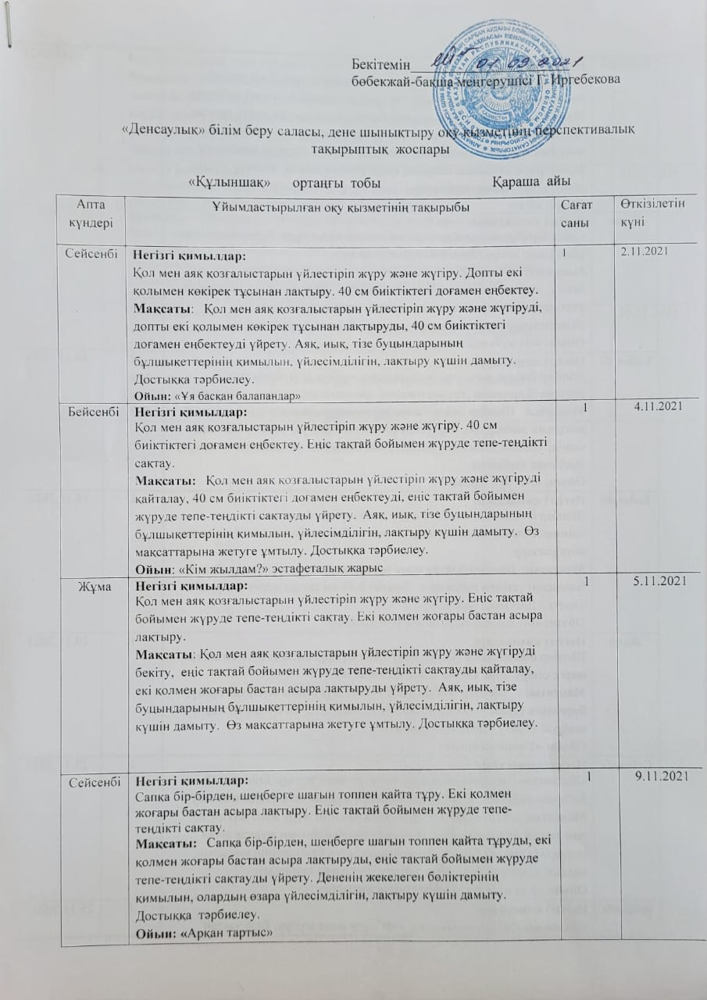 Бекітемін 01 09.2021
бөбекжай-бақша меңгерушісі Г. Иргебекова
«Денсаулық» білім беру саласы, дене шынықтыру оқу қызметінің перспективалық
тақырыптық жоспары
«Құлыншақ» ортаңғы тобы Қараша айы
Апта күндері
Ұйымдастырылған оқу қызметінің тақырыбы
Сағат саны
Өткізілетін күні
Сейсенбі
Негізгі қимылдар:
Қол мен аяқ қозғалыстарын үйлестіріп жүру және жүгіру. Допты екі
қолымен көкірек тұсынан лақтыру. 40 см биіктіктегі доғамен еңбектеу.
Мақсаты: Қол мен аяқ қозғалыстарын үйлестіріп жүру және жүгіруді,
допты екі қолымен көкірек тұсынан лақтыруды, 40 см биіктіктегі
доғамен еңбектеуді үйрету. Аяқ, иық, тізе буындарының
бұлшықеттерінің қимылын, үйлесімділігін, лақтыру күшін дамыту.
Достыққа тәрбиелеу.
Ойын: «Ұя басқан балапандар»
1
2.11.2021
Бейсенбі
Негізгі қимылдар:
Қол мен аяқ қозғалыстарын үйлестіріп жүру және жүгіру. 40 см
биіктіктегі доғамен еңбектеу. Еңіс тақтай бойымен жүруде тепе-теңдікті
сақтау.
Мақсаты: Қол мен аяқ қозғалыстарын үйлестіріп жүру және жүгіруді
қайталау, 40 см биіктіктегі доғамен еңбектеуді, еңіс тақтай бойымен
жүруде тепе-теңдікті сақтауды үйрету. Аяқ, иық, тізе буындарының
бұлшықеттерінің қимылын, үйлесімділігін, лақтыру күшін дамыту. Өз
мақсаттарына жетуге ұмтылу. Достыққа тәрбиелеу.
Ойын: «Кім жылдам?» эстафеталық жарыс
1
4.11.2021
Жұма
Негізгі қимылдар:
Қол мен аяқ қозғалыстарын үйлестіріп жүру және жүгіру. Еңіс тақтай
бойымен жүруде тепе-теңдікті сақтау. Екі қолмен жоғары бастан асыра
лақтыру.
Мақсаты: Қол мен аяқ қозғалыстарын үйлестіріп жүру және жүгіруді
бекіту, еңіс тақтай бойымен жүруде тепе-теңдікті сақтауды қайталау,
екі қолмен жоғары бастан асыра лақтыруды үйрету. Аяқ, иық, тізе
буындарының бұлшықеттерінің қимылын, үйлесімділігін, лақтыру
күшін дамыту. Өз мақсаттарына жетуге ұмтылу. Достыққа тәрбиелеу.
1
5.11.2021
Сейсенбі
Негізгі қимылдар:
Сапқа бір-бірден, шеңберге шағын топпен қайта тұру. Екі қолмен
жоғары бастан асыра лақтыру. Еңіс тақтай бойымен жүруде тепе-
теңдікті сақтау.
Мақсаты: Сапқа бір-бірден, шеңберге шағын топпен қайта тұруды, екі
қолмен жоғары бастан асыра лақтыруды, еңіс тақтай бойымен жүруде
тепе-теңдікті сақтауды үйрету. Дененің жекелеген бөліктерінің
қимылын, олардың өзара үйлесімділігін, лақтыру күшін дамыту.
Достыққа тәрбиелеу.
Ойын: «Арқан тартыс»
1
9.11.2021